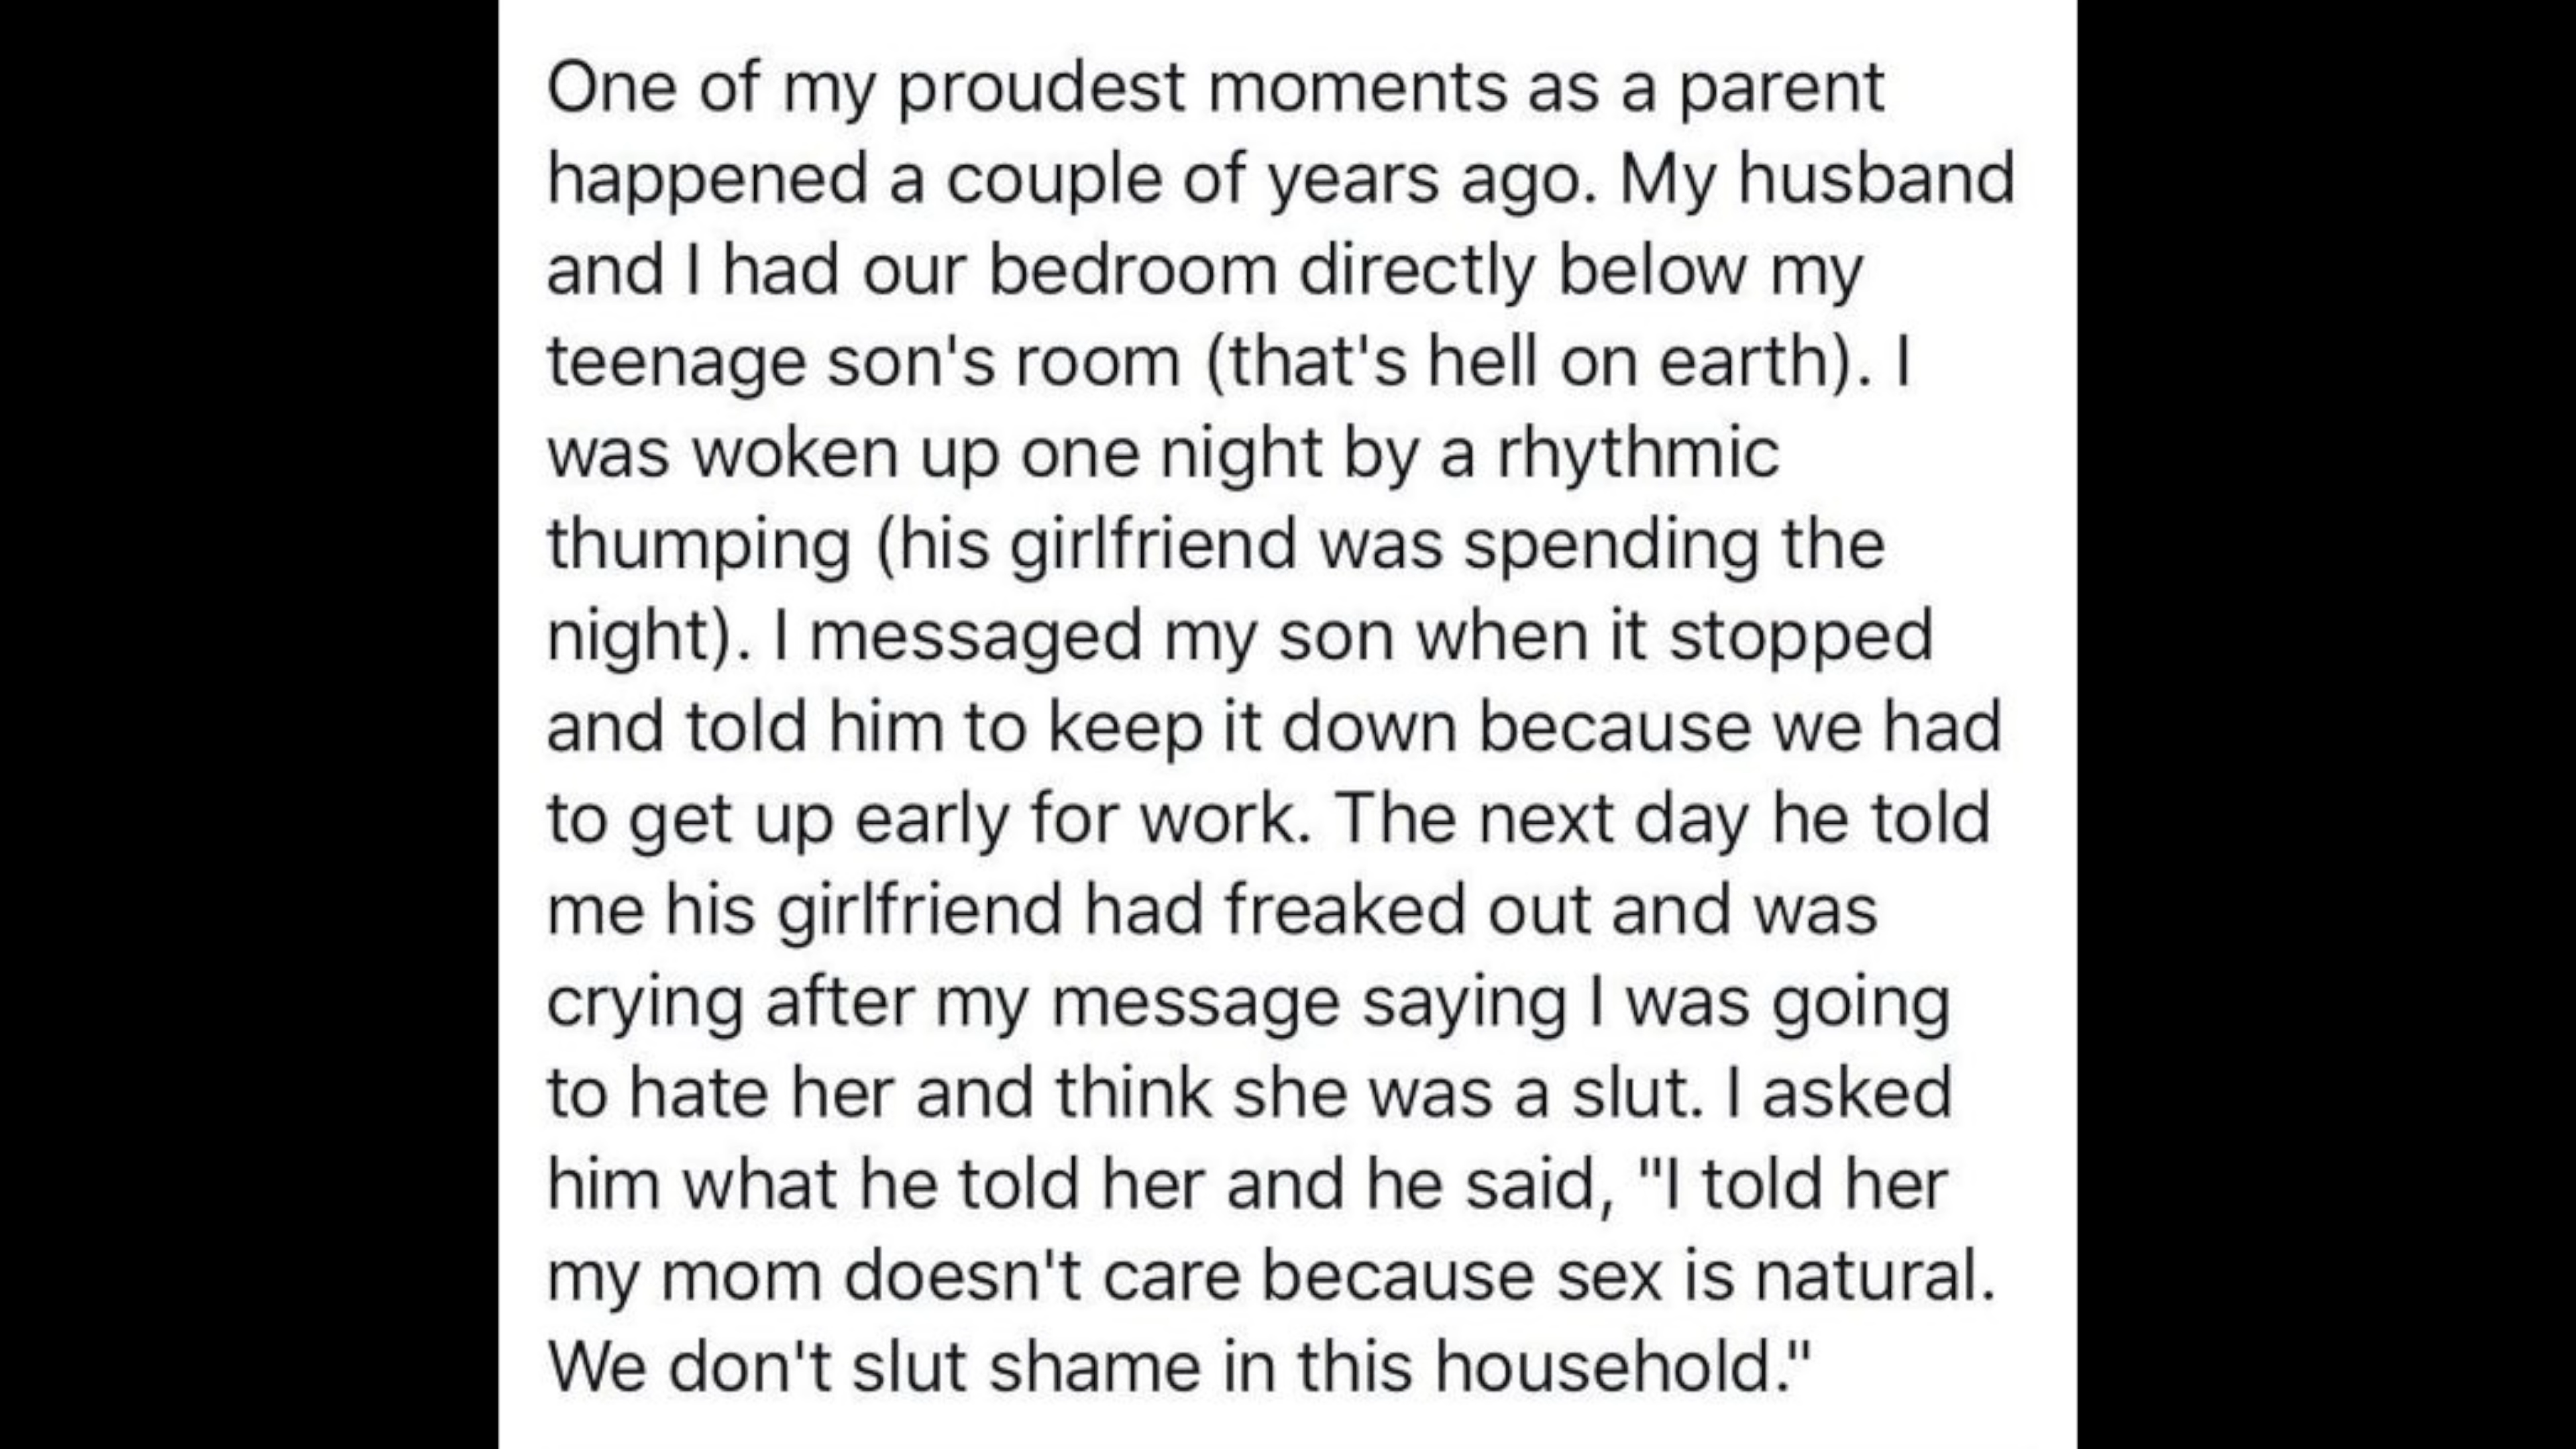 One of my proudest moments as a parent
happened a couple of years ago. My husband
and I had our bedroom directly below my
teenage son's room (that's hell on earth). I
was woken up one night by a rhythmic
thumping (his girlfriend was spending the
night). I messaged my son when it stopped
and told him to keep it down because we had
to get up early for work. The next day he told
me his girlfriend had freaked out and was
crying after my message saying I was going
to hate her and think she was a slut. I asked
him what he told her and he said, "I told her
my mom doesn't care because sex is natural.
We don't slut shame in this household."